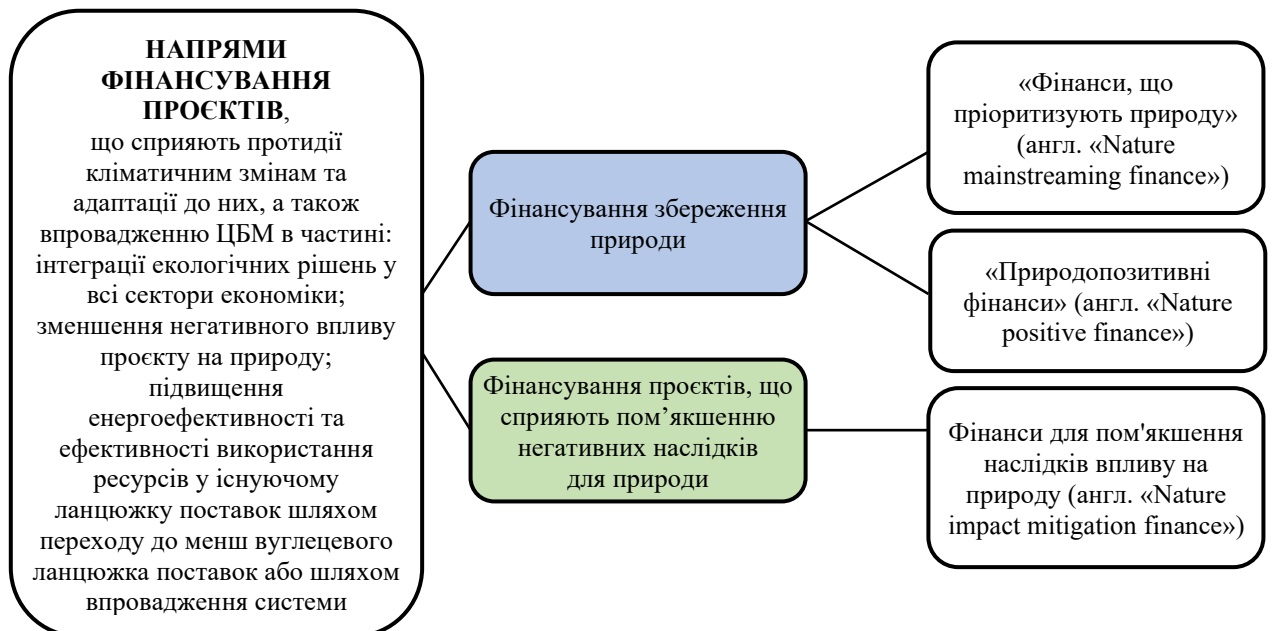 НАПРЯМИ
ФІНАНСУВАННЯ
ПРОЄКТІВ,
що сприяють протидії
кліматичним змінам та
адаптації до них, а також
впровадженню ЦБМ в частині:
інтеграції екологічних рішень у
всі сектори економіки;
зменшення негативного впливу
проєкту на природу;
підвищення
енергоефективності та
ефективності використання
ресурсів у існуючому
ланцюжку поставок шляхом
переходу до менш вуглецевого
ланцюжка поставок або шляхом
впровадження системи
Фінансування збереження
природи
Фінансування проєктів, що
сприяють пом’якшенню
негативних наслідків
для природи
«Фінанси, що
пріоритизують природу»
(англ. «Nature
mainstreaming finance»)
«Природопозитивні
фінанси» (англ. «Nature
positive finance»)
Фінанси для пом'якшення
наслідків впливу на
природу (англ. «Nature
impact mitigation finance»)